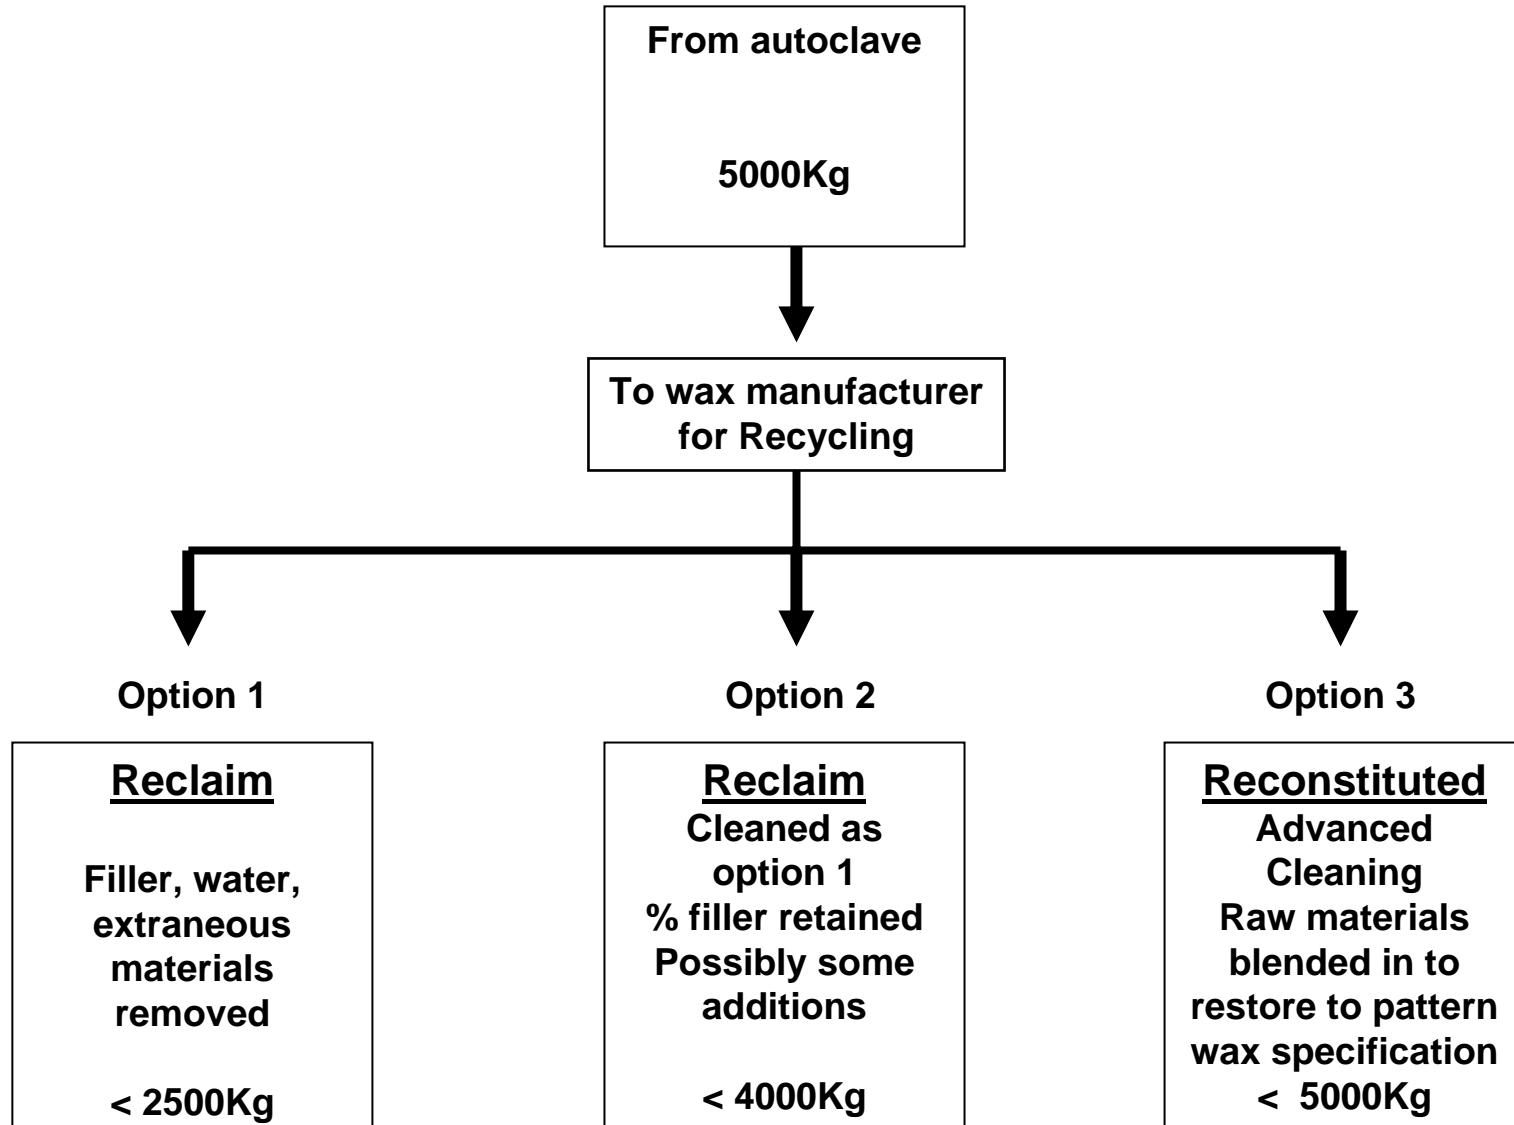 From autoclave
5000Kg
To wax manufacturer
for Recycling
Option 1
Option 2
Option 3
Reclaim
Filler, water,
extraneous
materials
removed
< 2500Kg
Reclaim
Cleaned as
option 1
% filler retained
Possibly some
additions
< 4000Kg
Reconstituted
Advanced
Cleaning
Raw materials
blended in to
restore to pattern
wax specification
< 5000Kg